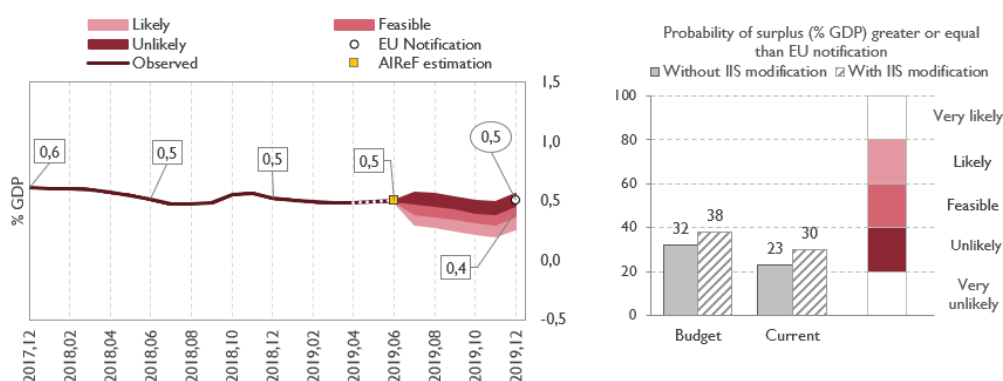 Likely
Feasible
Unlikely
EU Notification
Observed
AIReF estimation
% GDP
1,5
1,0
0,5
0,0
-0,5
0,6
0,5
0,5
0,5
0,5
0,4
2017,12
2018,02
2018,04
2018,06
2018,08
2018,10
2018,12
2019,02
2019,04
2019,06
2019,08
2019,10
2019,12
Probability of surplus (% GDP) greater or equal
than EU notification
Without IIS modification
With IIS modification
100
80
60
40
20
0
32
38
23
30
Budget
Current
Very likely
Likely
Feasible
Unlikely
Very
unlikely